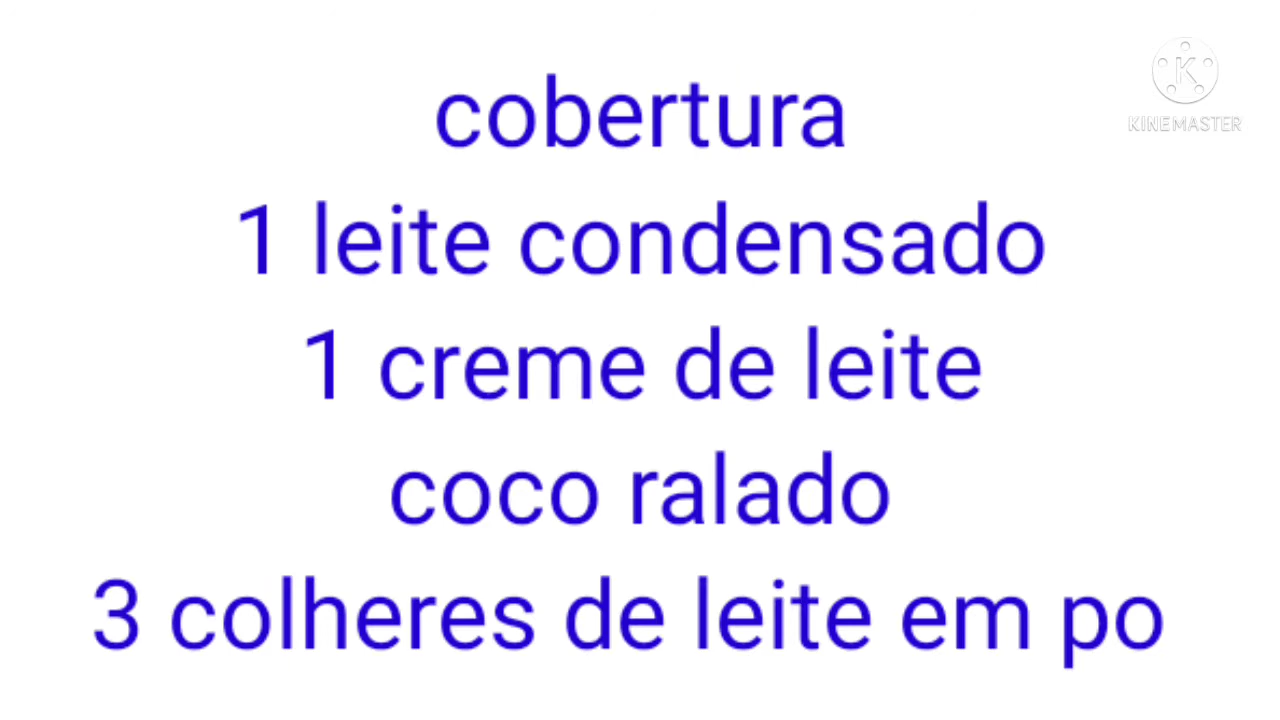 cobertura
1 leite condensado
1 creme de leite
coco ralado
3 colheres de leite em po
KINEMASTER